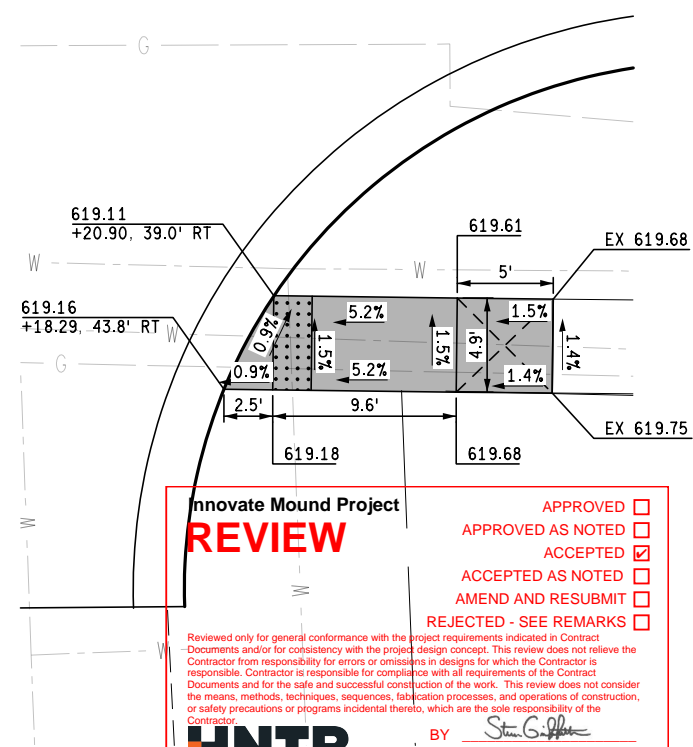 G
619.11
+20.90, 39.0' RT
619.61
EX 619.68
W
W
5'
619.16
+18.29, 43.8' RT
W
5.2%
1.5%
0.9%
1.5%
1.5%
4.9'
1.4%
G
0.9%
5.2%
1.4%
2.5'
9.6'
EX 619.75
619.18
619.68
W
W
W
Innovate Mound Project
REVIEW
APPROVED
APPROVED AS NOTED
ACCEPTED
ACCEPTED AS NOTED
AMEND AND RESUBMIT
REJECTED - SEE REMARKS
Reviewed only for general conformance with the project requirements indicated in Contract
Documents and/or for consistency with the project design concept. This review does not relieve the
Contractor from responsibility for errors or omissions in designs for which the Contractor is
responsible. Contractor is responsible for compliance with all requirements of the Contract
Documents and for the safe and successful construction of the work. This review does not consider
the means, methods, techniques, sequences, fabrication processes, and operations of construction,
or safety precautions or programs incidental thereto, which are the sole responsibility of the
Contractor.
HNTB
BY